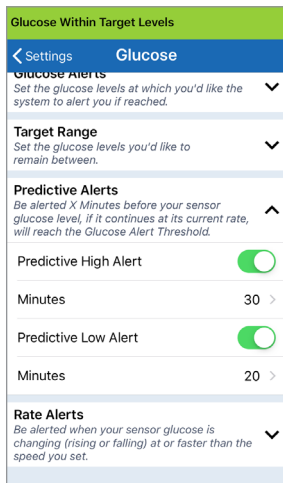 Glucose Within Target Levels
Settings
Glucose
Glucose Alerts
Set the glucose levels at which you'd like the
system to alert you if reached.
Target Range
Set the glucose levels you'd like to
remain between.
Predictive Alerts
Be alerted X Minutes before your sensor
glucose level, if it continues at its current rate,
will reach the Glucose Alert Threshold.
Predictive High Alert
Minutes 30
Predictive Low Alert
Minutes 20
Rate Alerts
Be alerted when your sensor glucose is
changing (rising or falling) at or faster than the
speed you set.